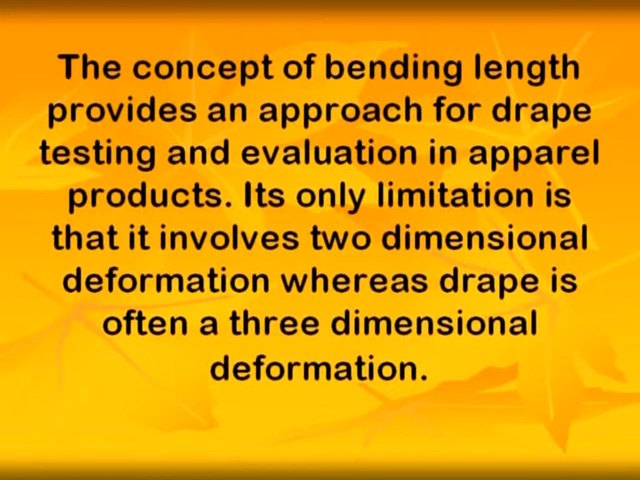 The concept of bending length
provides an approach for drape
testing and evaluation in apparel
products. Its only limitation is
that it involves two dimensional
deformation whereas drape is
often a three dimensional
deformation.